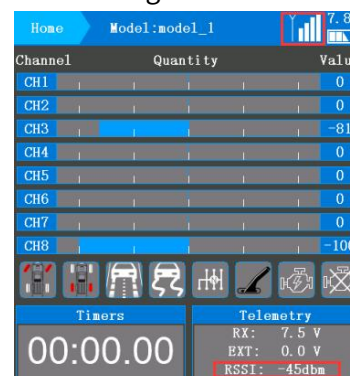 Home Model:model_1 7.8
Channel Quantity Valu
CH1 0
CH2 0
CH3 -81
CH4 0
CH5 0
CH6 0
CH7 0
CH8 -100
Timers Telemetry
RX: 7.5 V
00:00.00 EXT: 0.0 V
RSSI: -45dbm